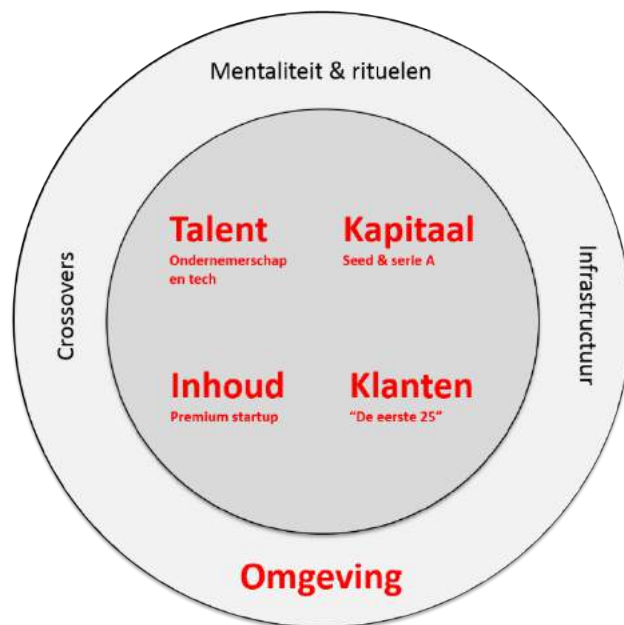 Mentaliteit & rituelen
Crossovers
Infrastructuur
Talent
Ondernemerschap
en tech
Kapitaal
Seed & serie A
Inhoud
Premium startup
Klanten
“De eerste 25”
Omgeving